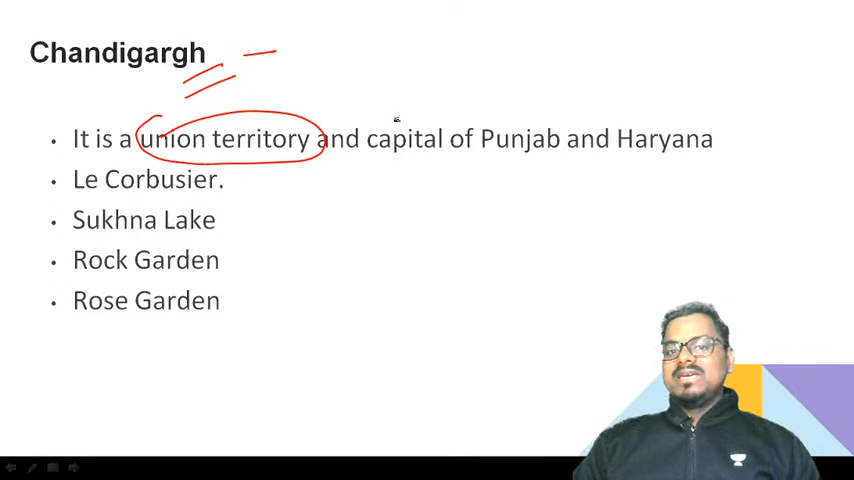 Chandigargh
It is a union territory and capital of Punjab and Haryana
Le Corbusier.
Sukhna Lake
Rock Garden
Rose Garden